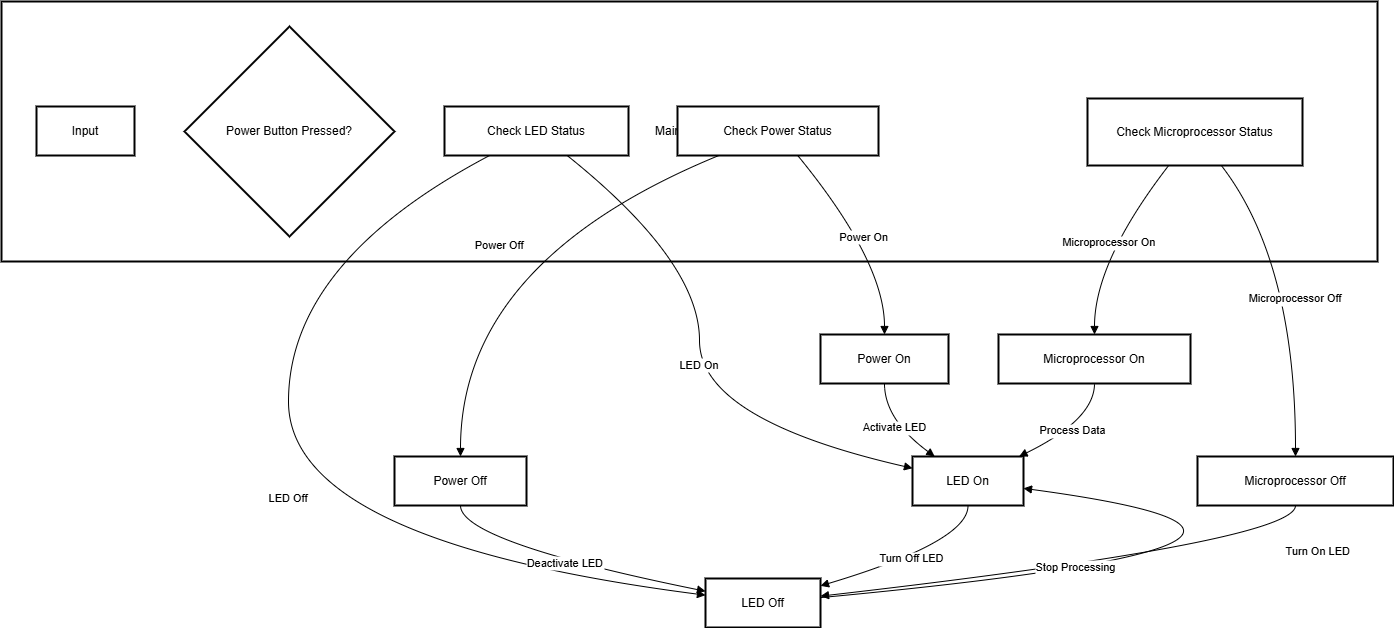 Input
Power Button Pressed?
Check LED Status
Main
Check Power Status
Check Microprocessor Status
Power Off
Power On
Microprocessor On
Microprocessor Off
Power On
Microprocessor On
LED On
Activate LED
Process Data
Power Off
LED On
Microprocessor Off
LED Off
Deactivate LED
Turn Off LED
Stop Processing
Turn On LED
LED Off